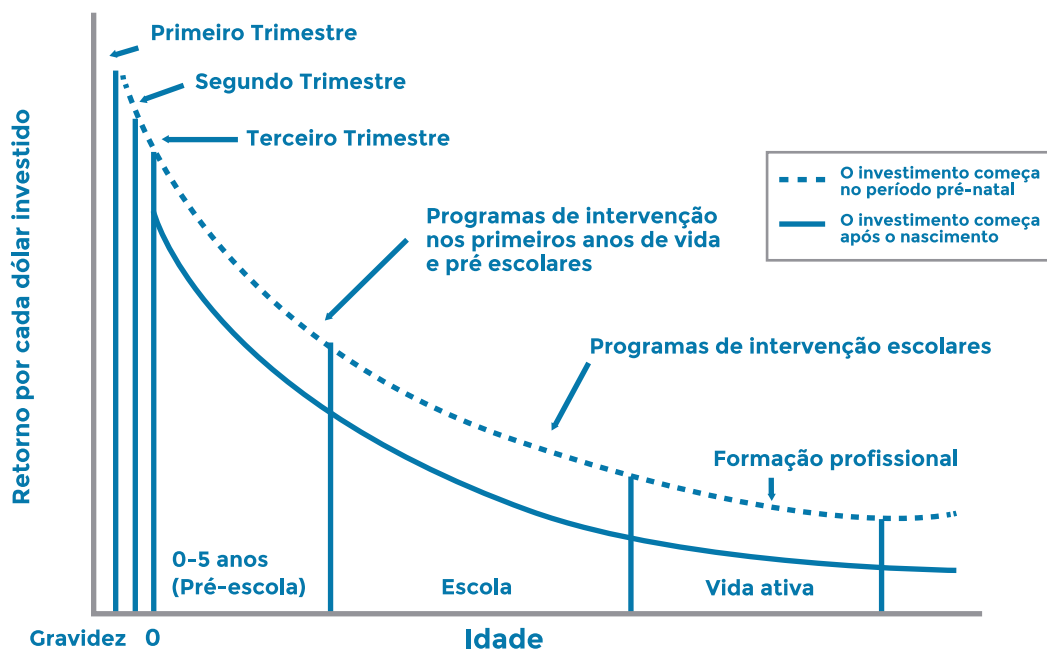 Retorno por cada dólar investido
Primeiro Trimestre
Segundo Trimestre
Terceiro Trimestre
Programas de intervenção
nos primeiros anos de vida
e pré escolares
O investimento começa
no período pré-natal
O investimento começa
após o nascimento
Programas de intervenção escolares
Formação profissional
0-5 anos
(Pré-escola)
Escola
Vida ativa
Gravidez 0
Idade